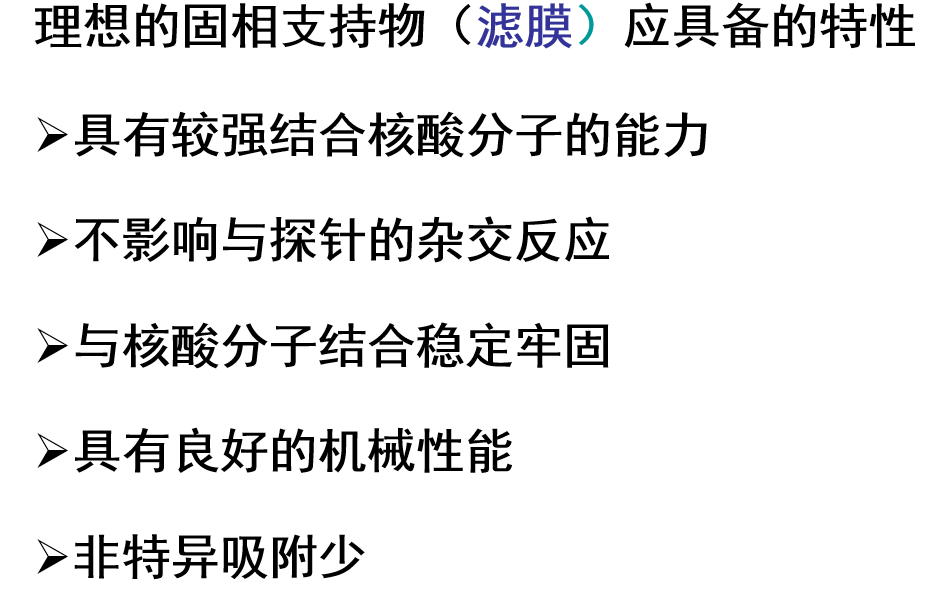 理想的固相支持物（滤膜）应具备的特性
➢具有较强结合核酸分子的能力
➢不影响与探针的杂交反应
➢与核酸分子结合稳定牢固
➢具有良好的机械性能
➢非特异吸附少